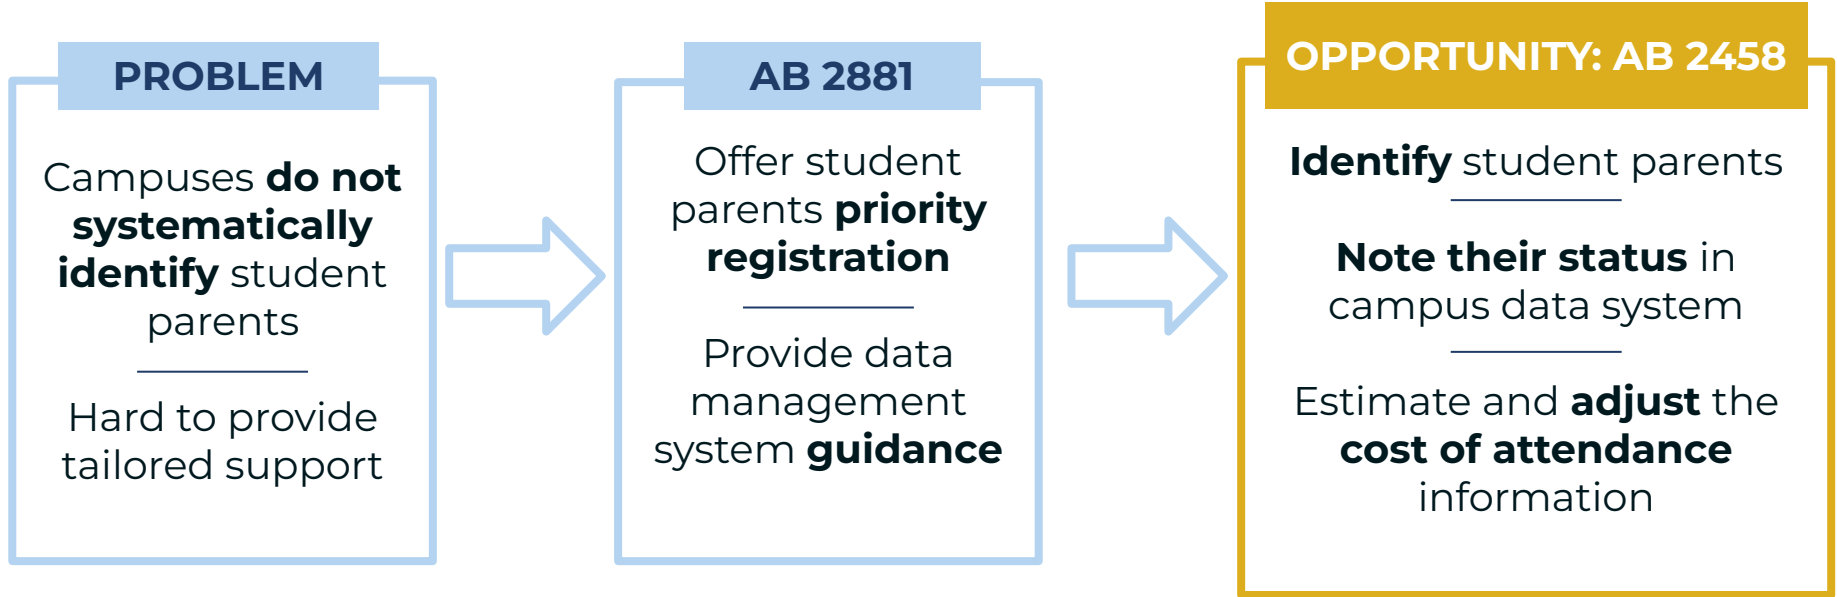 PROBLEM
Campuses do not
systematically
identify student
parents
Hard to provide
tailored support
AB 2881
Offer student
parents priority
registration
Provide data
management
system guidance
OPPORTUNITY: AB 2458
Identify student parents
Note their status in
campus data system
Estimate and adjust the
cost of attendance
information